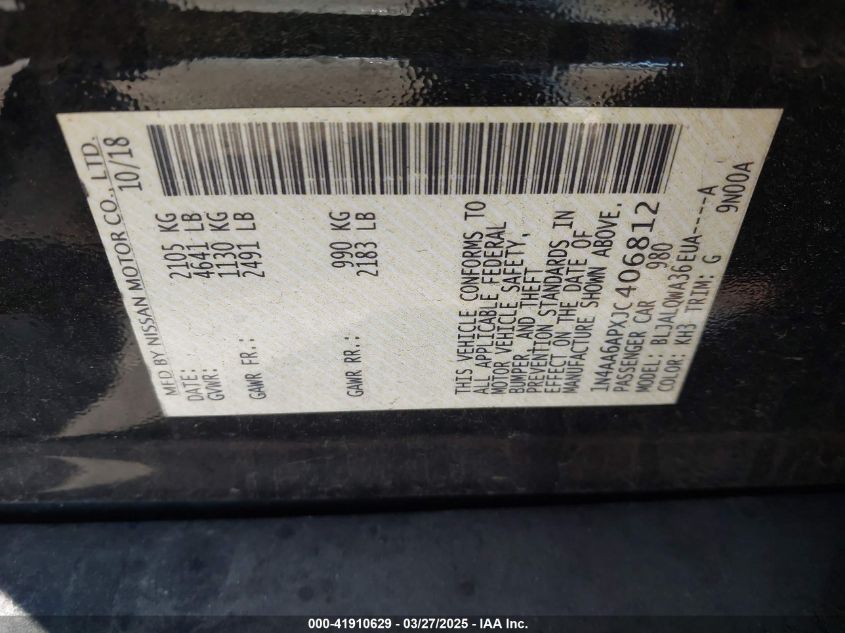 MFD BY NISSAN MOTOR CO., LTD.
DATE: 10/18
GVWR: 2105 KG
4641 LB
GAWR FR.: 1130 KG
2491 LB
GAWR RR.: 990 KG
2183 LB
THIS VEHICLE CONFORMS TO
ALL APPLICABLE FEDERAL
MOTOR VEHICLE SAFETY,
BUMPER, AND THEFT
PREVENTION STANDARDS IN
EFFECT ON THE DATE OF
MANUFACTURE SHOWN ABOVE.
1N4AA6APXJC406812
PASSENGER CAR 980
MODEL: BLJALOWA36EUA----A
COLOR: KH3 TRIM: G 9N00A
000-41910629 - 03/27/2025 - IAA Inc.